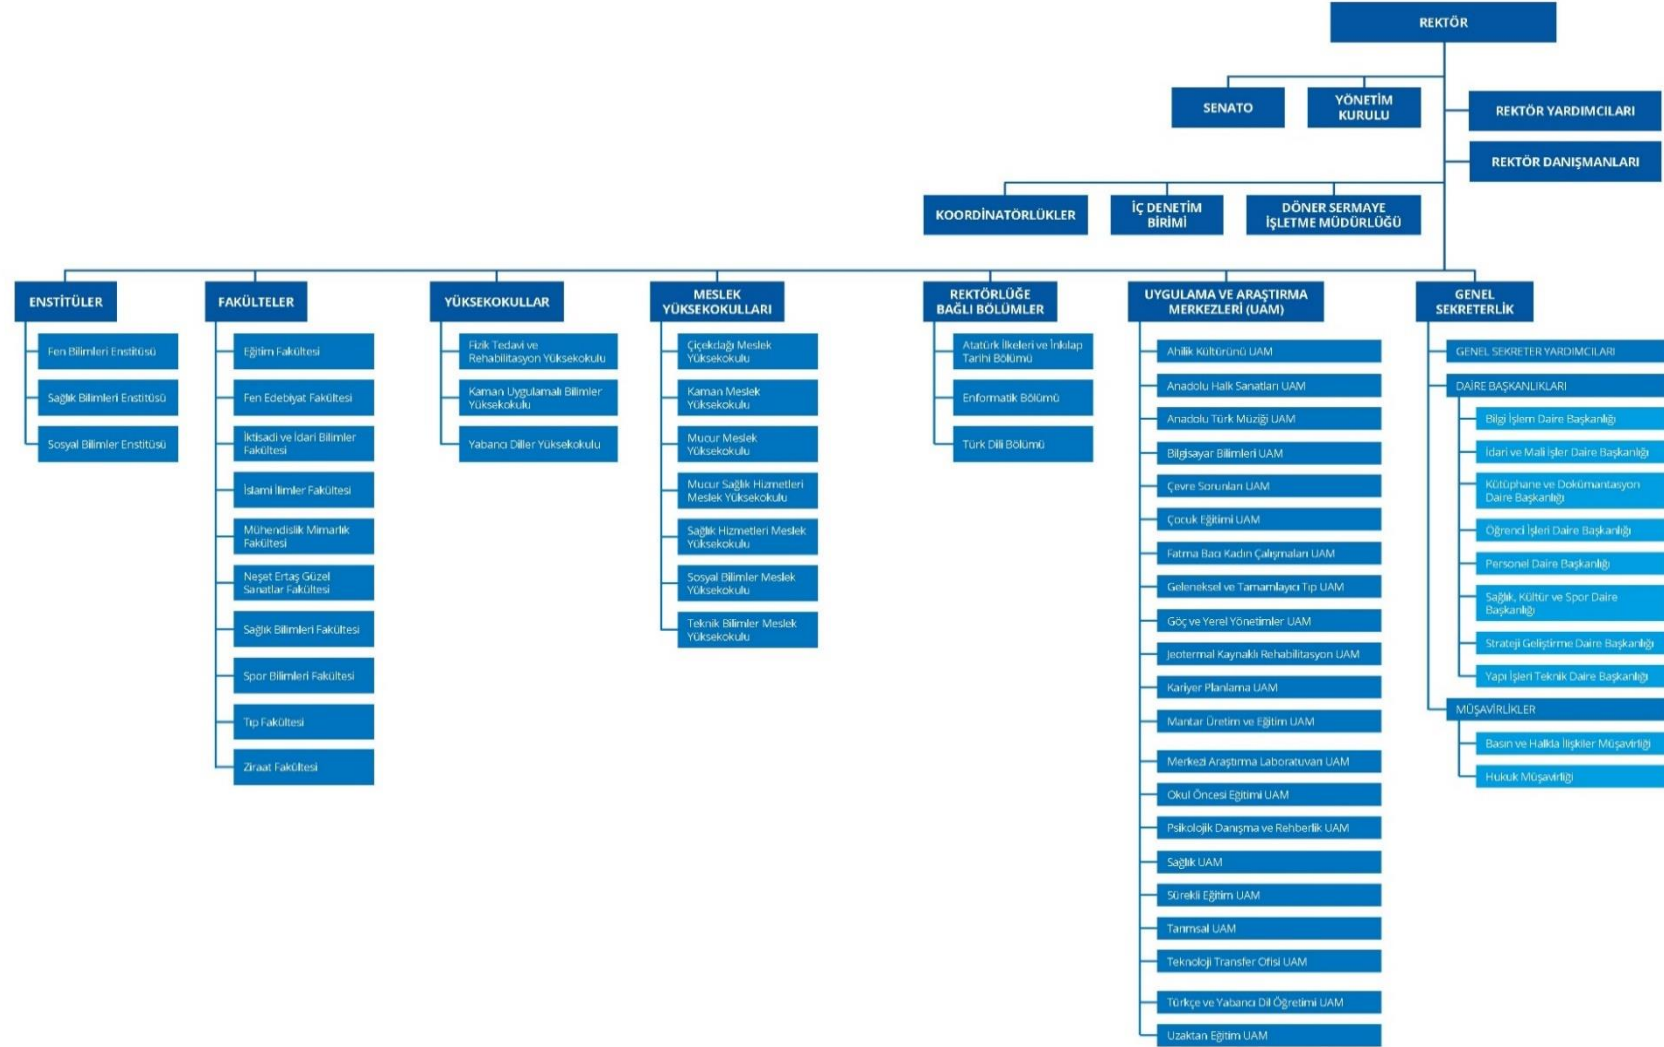 REKTÖR
SENATO
YÖNETİM
KURULU
REKTÖR YARDIMCILARI
REKTÖR DANIŞMANLARI
KOORDİNATÖRLÜKLER
İÇ DENETİM
BİRİMİ
DÖNER SERMAYE
İŞLETME MÜDÜRLÜĞÜ
ENSTİTÜLER
Fen Bilimleri Enstitüsü
Sağlık Bilimleri Enstitüsü
Sosyal Bilimler Enstitüsü
FAKÜLTELER
Eğitim Fakültesi
Fen Edebiyat Fakültesi
İktisadi ve İdari Bilimler
Fakültesi
İslami İlimler Fakültesi
Mühendislik Mimarlık
Fakültesi
Neşet Ertaş Güzel
Sanatlar Fakültesi
Sağlık Bilimleri Fakültesi
Spor Bilimleri Fakültesi
Tıp Fakültesi
Ziraat Fakültesi
YÜKSEKOKULLAR
Fizik Tedavi ve
Rehabilitasyon Yüksekokulu
Kaman Uygulamalı Bilimler
Yüksekokulu
Yabancı Diller Yüksekokulu
MESLEK
YÜKSEKOKULLARI
Çiçekdağı Meslek
Yüksekokulu
Kaman Meslek
Yüksekokulu
Mucur Meslek
Yüksekokulu
Mucur Sağlık Hizmetleri
Meslek Yüksekokulu
Sağlık Hizmetleri Meslek
Yüksekokulu
Sosyal Bilimler Meslek
Yüksekokulu
Teknik Bilimler Meslek
Yüksekokulu
REKTÖRLÜĞE
BAĞLI BÖLÜMLER
Atatürk İlkeleri ve İnkılap
Tarihi Bölümü
Enformatik Bölümü
Türk Dili Bölümü
UYGULAMA VE ARAŞTIRMA
MERKEZLERİ (UAM)
Ahilik Kültürünü UAM
Anadolu Halk Sanatları UAM
Anadolu Türk Müziği UAM
Bilgisayar Bilimleri UAM
Çevre Sorunları UAM
Çocuk Eğitimi UAM
Fatma Bacı Kadın Çalışmaları UAM
Geleneksel ve Tamamlayıcı Tıp UAM
Göç ve Yerel Yönetimler UAM
Jeotermal Kaynaklı Rehabilitasyon UAM
Kariyer Planlama UAM
Mantar Üretim ve Eğitim UAM
Merkezi Araştırma Laboratuvarı UAM
Okul Öncesi Eğitimi UAM
Psikolojik Danışma ve Rehberlik UAM
Sağlık UAM
Sürekli Eğitim UAM
Tarımsal UAM
Teknoloji Transfer Ofisi UAM
Türkçe ve Yabancı Dil Öğretimi UAM
Uzaktan Eğitim UAM
GENEL
SEKRETERLİK
GENEL SEKRETER YARDIMCILARI
DAİRE BAŞKANLIKLARI
Bilgi İşlem Daire Başkanlığı
İdari ve Mali İşler Daire Başkanlığı
Kütüphane ve Dokümantasyon
Daire Başkanlığı
Öğrenci İşleri Daire Başkanlığı
Personel Daire Başkanlığı
Sağlık, Kültür ve Spor Daire
Başkanlığı
Strateji Geliştirme Daire Başkanlığı
Yapı İşleri Teknik Daire Başkanlığı
MÜŞAVİRLİKLER
Basın ve Halkla İlişkiler Müşavirliği
Hukuk Müşavirliği